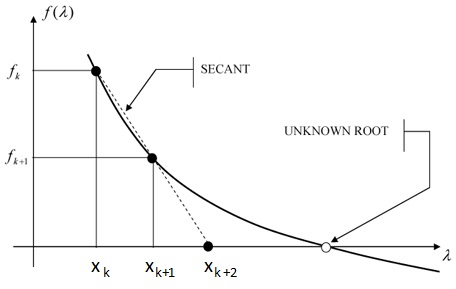 f(λ)
f_k
SECANT
UNKNOWN ROOT
f_{k+1}
λ
x_k x_{k+1} x_{k+2}